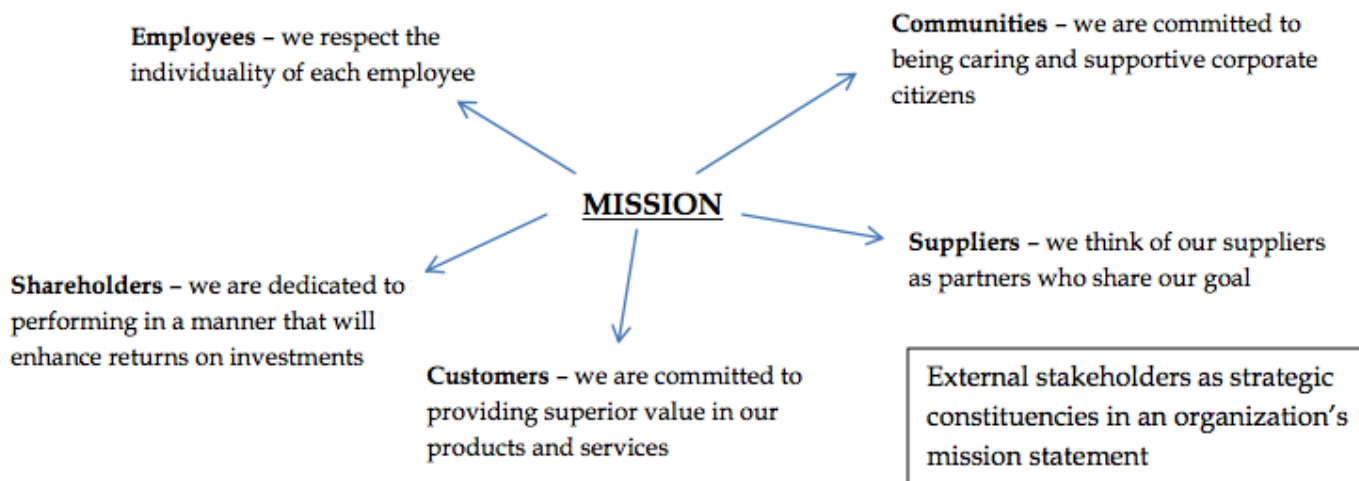 Employees – we respect the
individuality of each employee
Communities – we are committed to
being caring and supportive corporate
citizens
MISSION
Shareholders – we are dedicated to
performing in a manner that will
enhance returns on investments
Suppliers – we think of our suppliers
as partners who share our goal
Customers – we are committed to
providing superior value in our
products and services
External stakeholders as strategic
constituencies in an organization's
mission statement